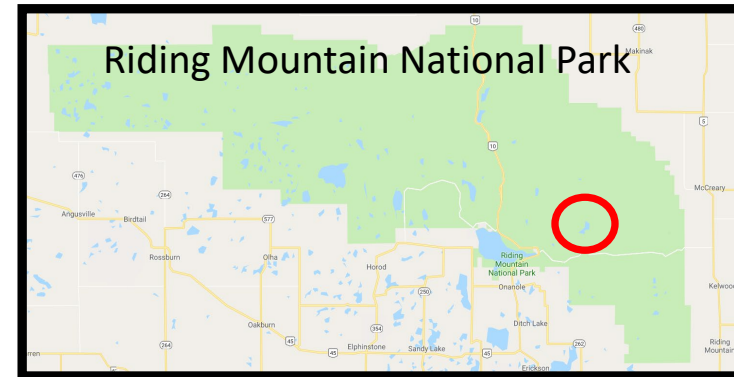 Riding Mountain National Park
10
480
Makinak
5
10
476
264
McCreary
Angusville
Birdtail
577
Rossburn
Olha
Horod
Riding
Mountain
National Park
250
Onanole
Kelwoo
Oakburn
354
Ditch Lake
264
45
Elphinstone
Sandy Lake
45
45
262
Riding
Mountain
rren
Erickson